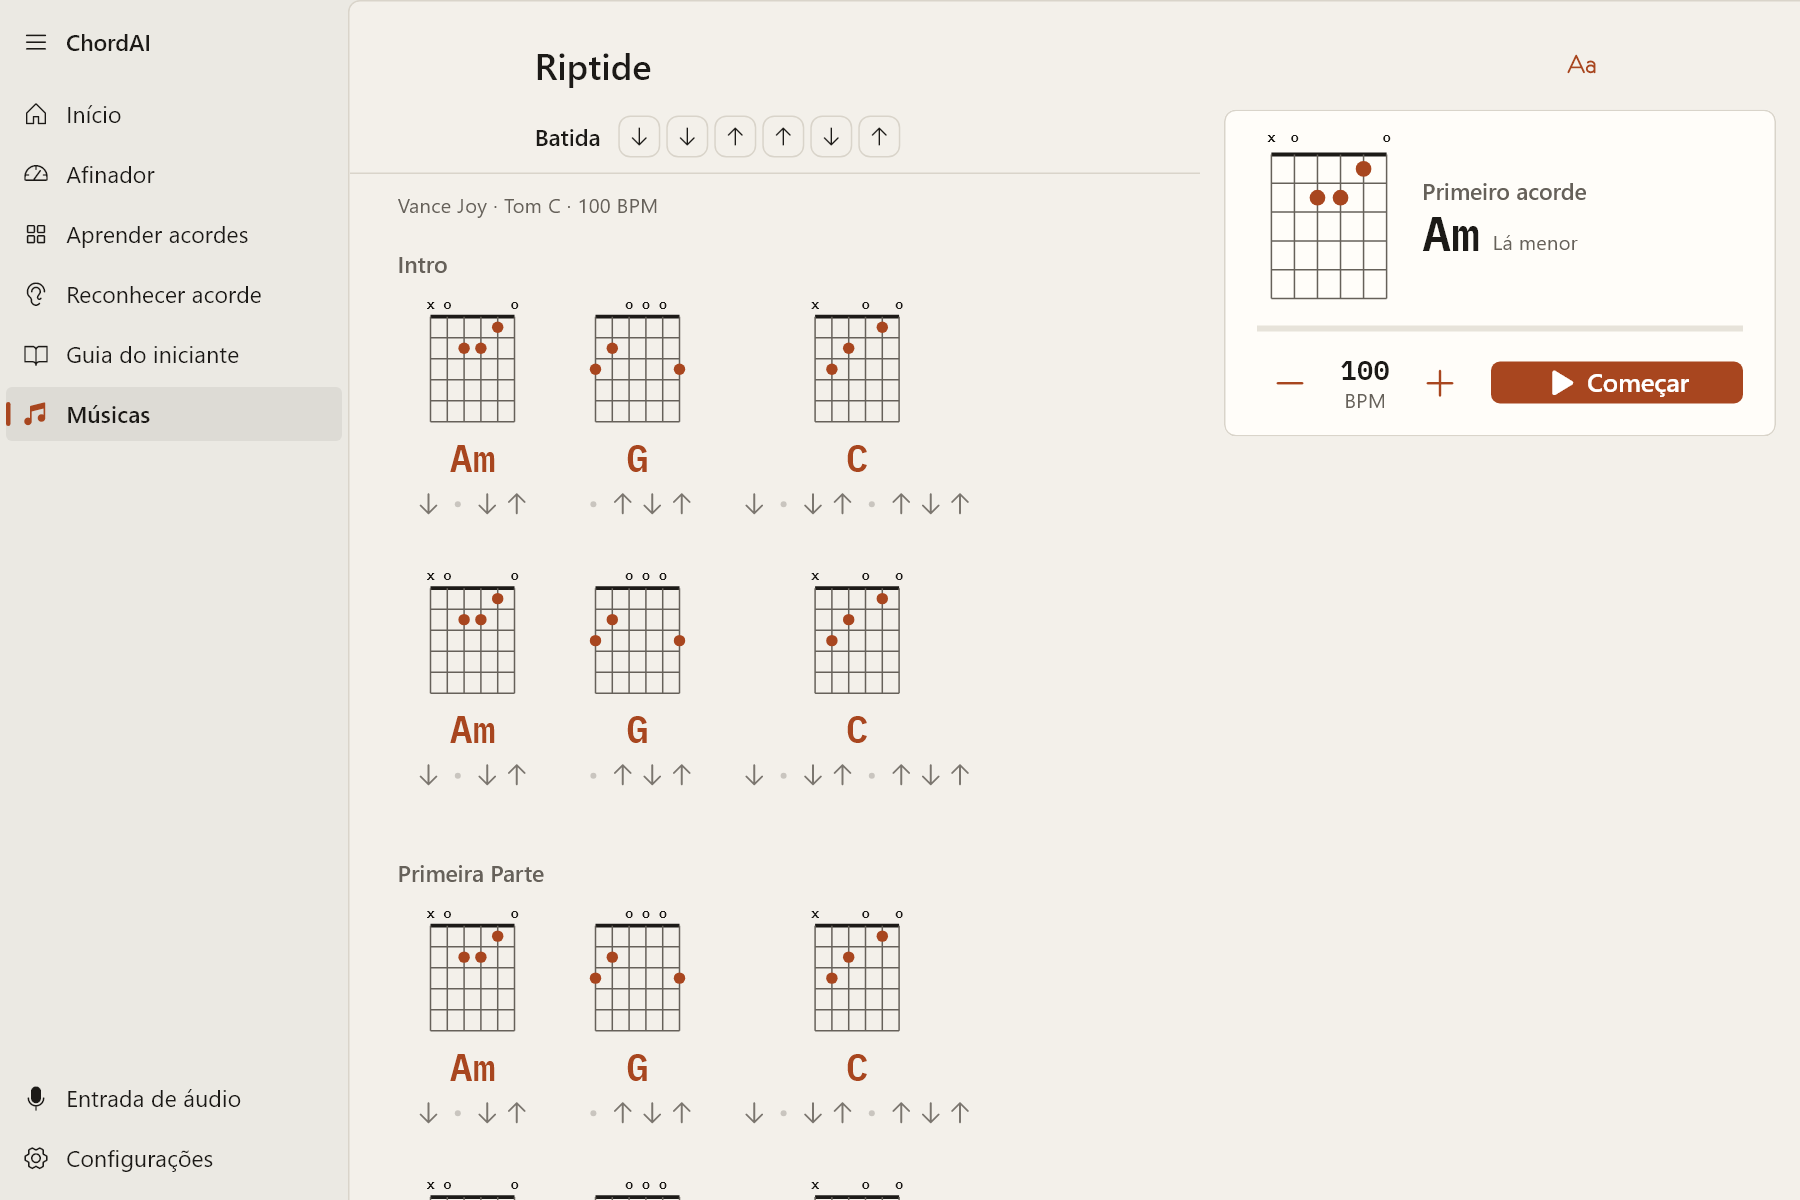 ChordAI
Início
Afinador
Aprender acordes
Reconhecer acorde
Guia do iniciante
Músicas
Entrada de áudio
Configurações
Riptide
Aa
Batida ↓ ↓ ↑ ↑ ↓ ↑
Vance Joy · Tom C · 100 BPM
Intro
x o o o o o x o o
Am G C
↓ • ↓ ↑ • ↑ ↓ ↑ ↓ • ↓ ↑ • ↑ ↓ ↑
x o o o o o x o o
Am G C
↓ • ↓ ↑ • ↑ ↓ ↑ ↓ • ↓ ↑ • ↑ ↓ ↑
Primeira Parte
x o o o o o x o o
Am G C
↓ • ↓ ↑ • ↑ ↓ ↑ ↓ • ↓ ↑ • ↑ ↓ ↑
x o o o o o x o o
x o o
Primeiro acorde
Am Lá menor
− 100 +
BPM
Começar